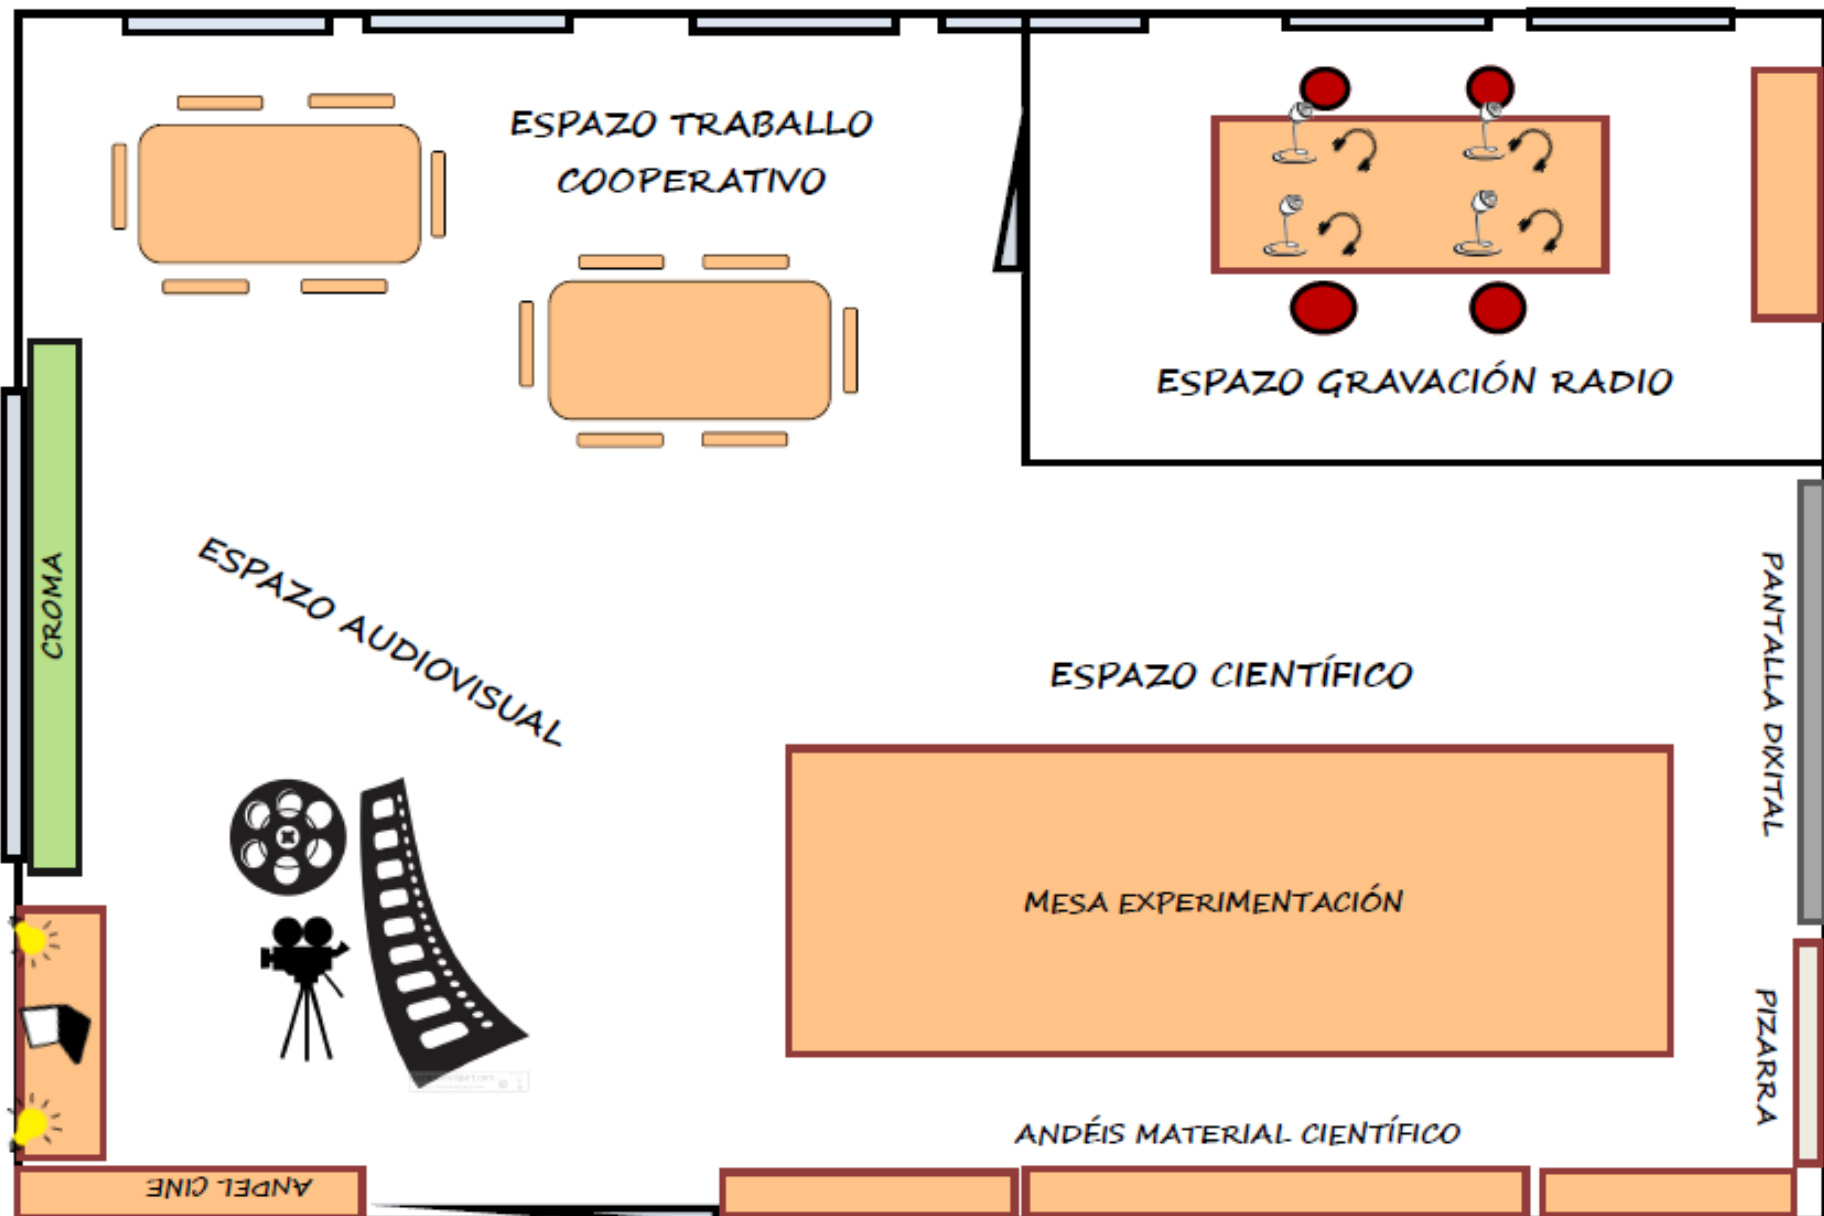 ESPAZO TRABALLO
COOPERATIVO
ESPAZO GRAVACIÓN RADIO
CROMA
ESPAZO AUDIOVISUAL
ESPAZO CIENTÍFICO
PANTALLA DIXITAL
MESA EXPERIMENTACIÓN
PIZARRA
ANDÉIS MATERIAL CIENTÍFICO
ANDEL CINE